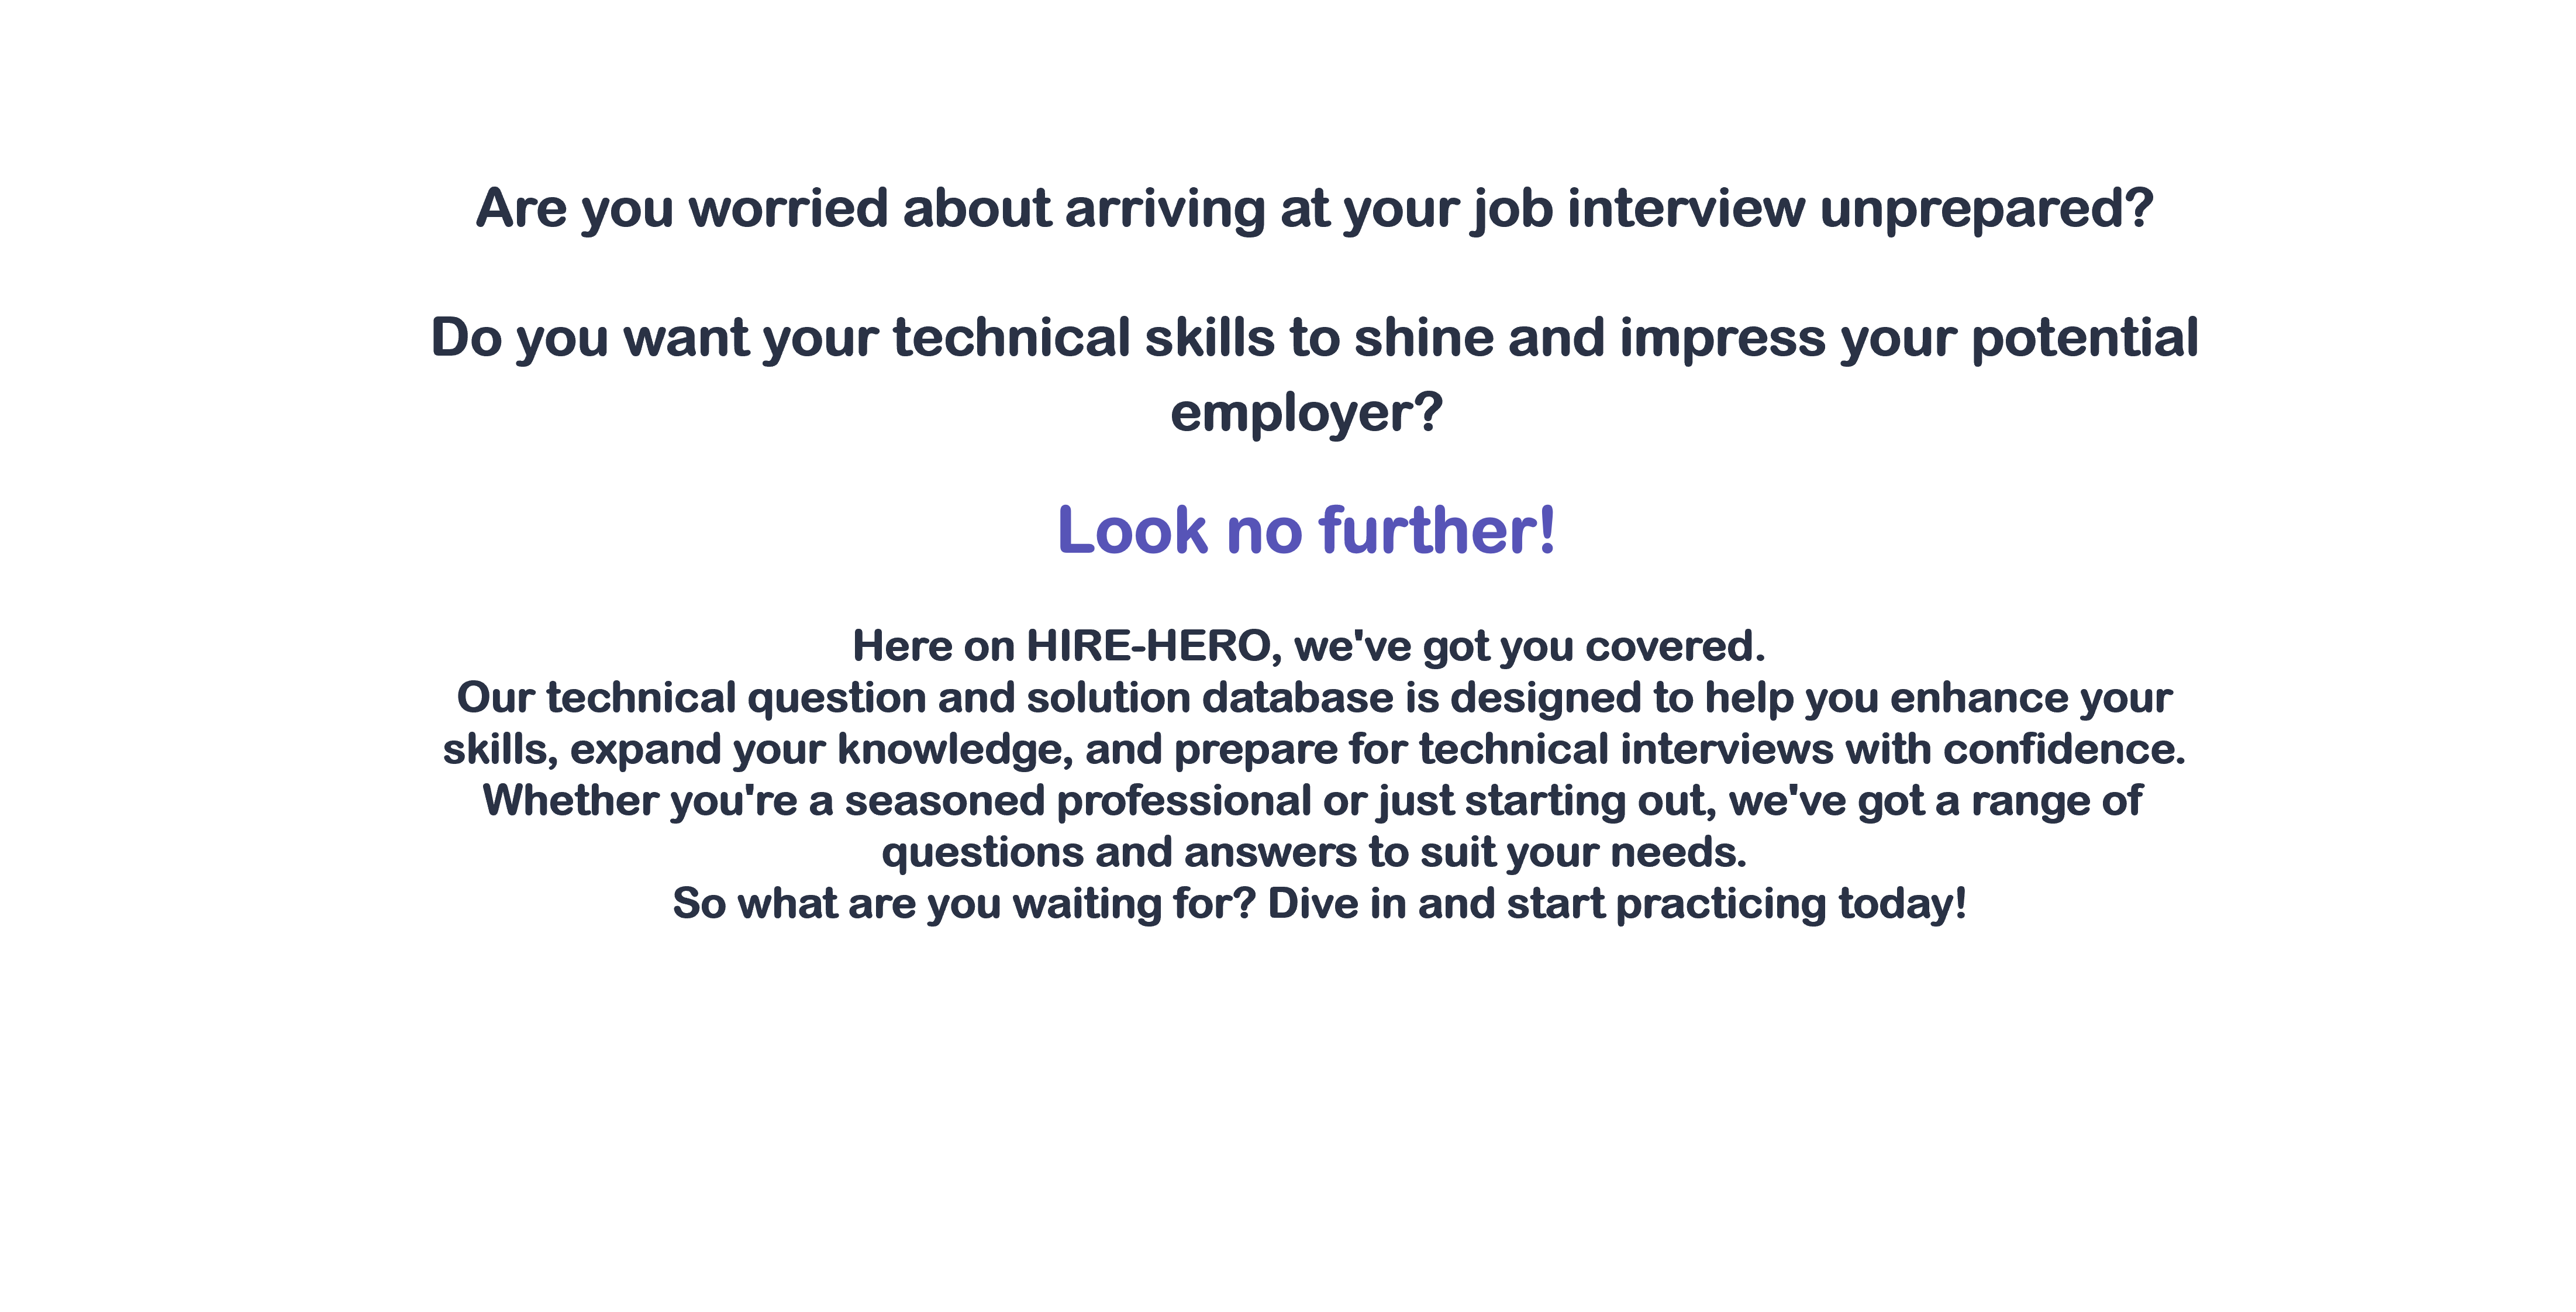 Are you worried about arriving at your job interview unprepared?
Do you want your technical skills to shine and impress your potential
employer?
Look no further!
Here on HIRE-HERO, we've got you covered.
Our technical question and solution database is designed to help you enhance your
skills, expand your knowledge, and prepare for technical interviews with confidence.
Whether you're a seasoned professional or just starting out, we've got a range of
questions and answers to suit your needs.
So what are you waiting for? Dive in and start practicing today!